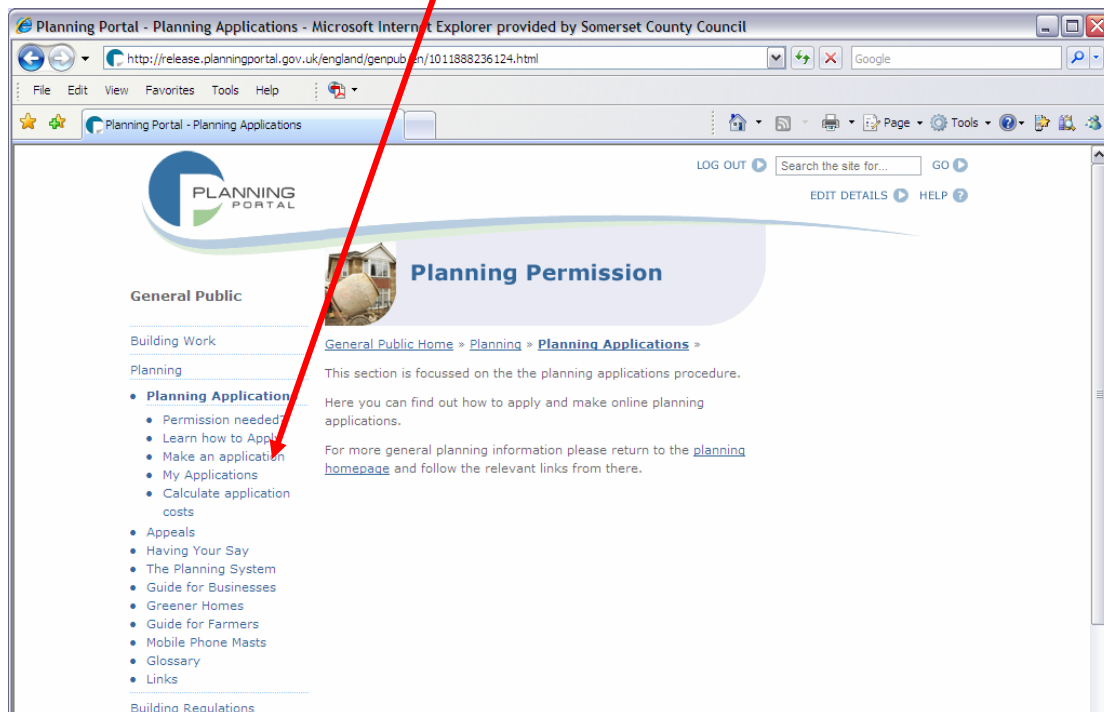 Planning Portal - Planning Applications - Microsoft Internet Explorer provided by Somerset County Council
http://release.planningportal.gov.uk/england/genpub/en/1011888236124.html
Google
File Edit View Favorites Tools Help
Planning Portal - Planning Applications
Page Tools
LOG OUT
Search the site for...
GO
EDIT DETAILS
HELP
PLANNING
PORTAL
Planning Permission
General Public
Building Work
Planning
• Planning Applications
• Permission needed?
• Learn how to Apply
• Make an application
• My Applications
• Calculate application
costs
• Appeals
• Having Your Say
• The Planning System
• Guide for Businesses
• Greener Homes
• Guide for Farmers
• Mobile Phone Masts
• Glossary
• Links
Building Regulations
General Public Home » Planning » Planning Applications »
This section is focussed on the the planning applications procedure.
Here you can find out how to apply and make online planning
applications.
For more general planning information please return to the planning
homepage and follow the relevant links from there.